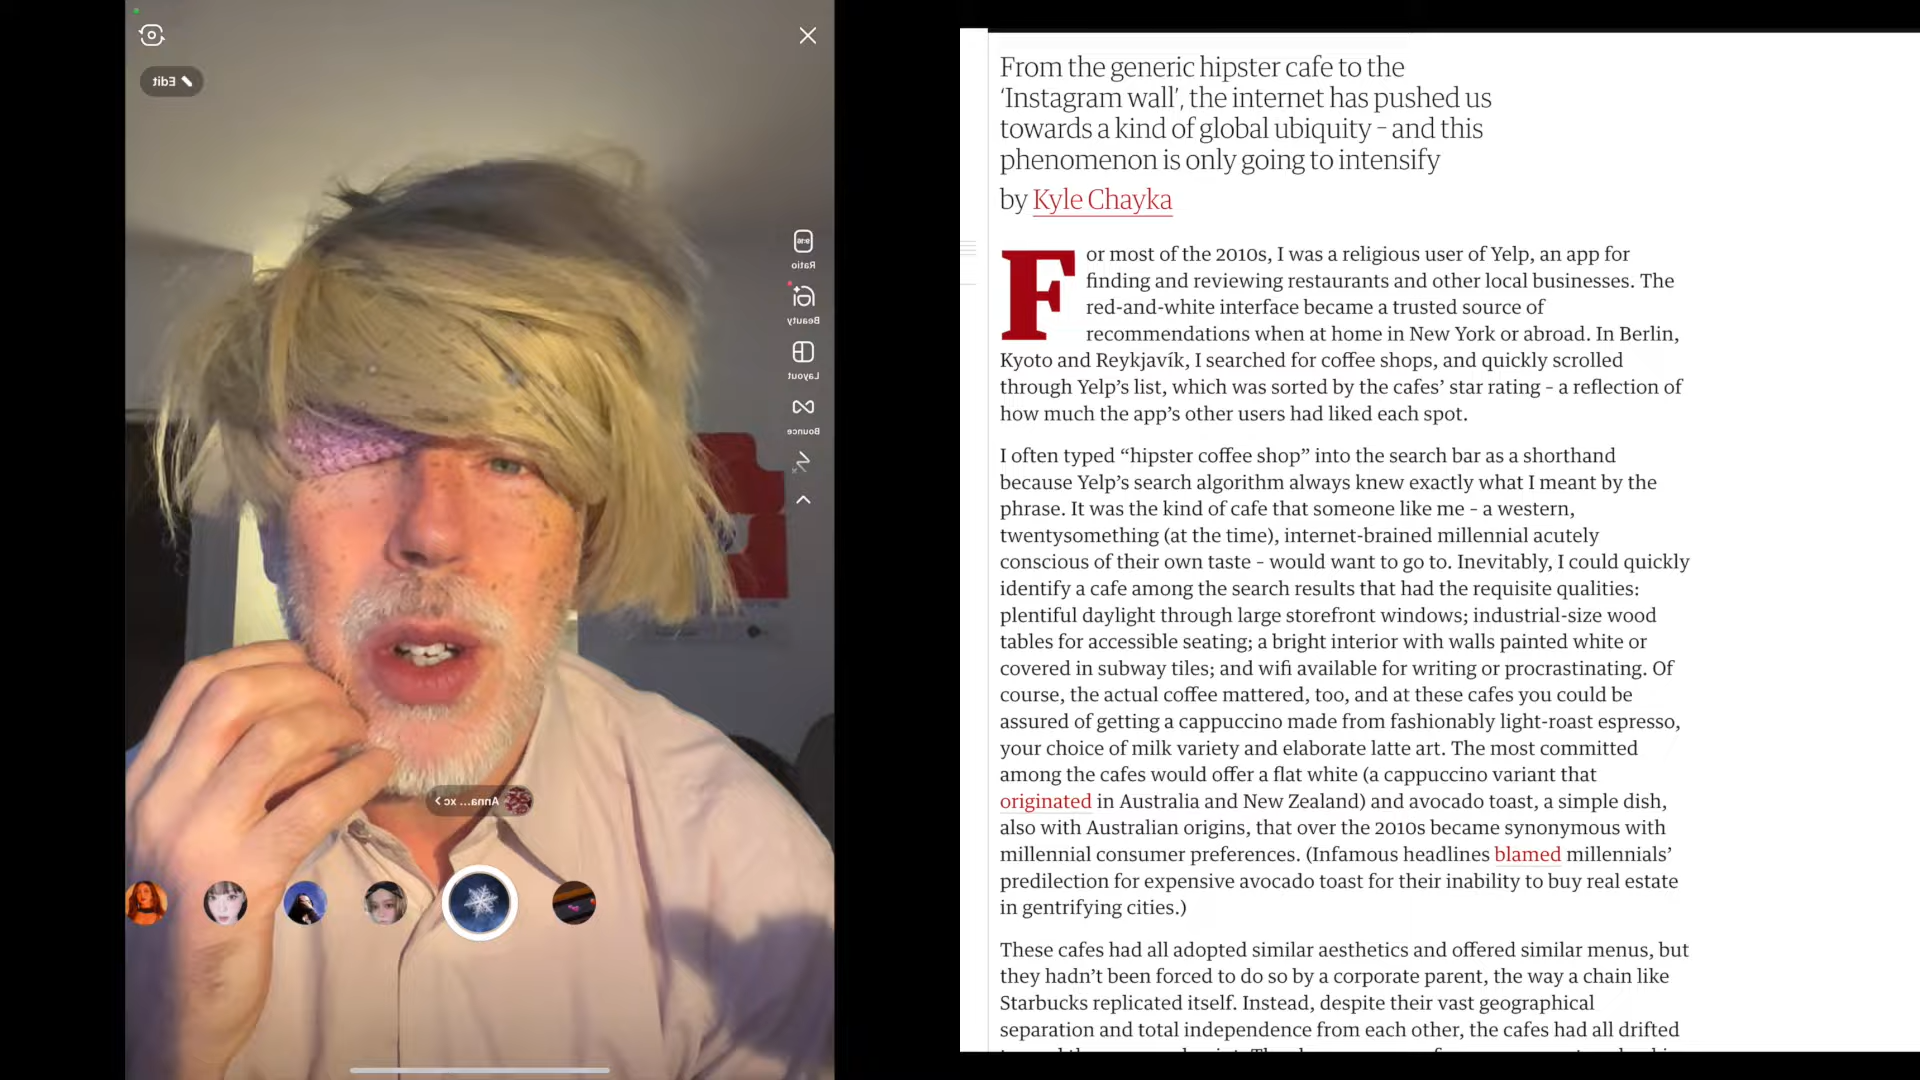 Edit
Ratio
Beauty
Layout
Bounce
Anna... xc >
From the generic hipster cafe to the
‘Instagram wall’, the internet has pushed us
towards a kind of global ubiquity – and this
phenomenon is only going to intensify
by Kyle Chayka
For most of the 2010s, I was a religious user of Yelp, an app for
finding and reviewing restaurants and other local businesses. The
red-and-white interface became a trusted source of
recommendations when at home in New York or abroad. In Berlin,
Kyoto and Reykjavík, I searched for coffee shops, and quickly scrolled
through Yelp’s list, which was sorted by the cafes’ star rating – a reflection of
how much the app’s other users had liked each spot.
I often typed “hipster coffee shop” into the search bar as a shorthand
because Yelp’s search algorithm always knew exactly what I meant by the
phrase. It was the kind of cafe that someone like me – a western,
twentysomething (at the time), internet-brained millennial acutely
conscious of their own taste – would want to go to. Inevitably, I could quickly
identify a cafe among the search results that had the requisite qualities:
plentiful daylight through large storefront windows; industrial-size wood
tables for accessible seating; a bright interior with walls painted white or
covered in subway tiles; and wifi available for writing or procrastinating. Of
course, the actual coffee mattered, too, and at these cafes you could be
assured of getting a cappuccino made from fashionably light-roast espresso,
your choice of milk variety and elaborate latte art. The most committed
among the cafes would offer a flat white (a cappuccino variant that
originated in Australia and New Zealand) and avocado toast, a simple dish,
also with Australian origins, that over the 2010s became synonymous with
millennial consumer preferences. (Infamous headlines blamed millennials’
predilection for expensive avocado toast for their inability to buy real estate
in gentrifying cities.)
These cafes had all adopted similar aesthetics and offered similar menus, but
they hadn’t been forced to do so by a corporate parent, the way a chain like
Starbucks replicated itself. Instead, despite their vast geographical
separation and total independence from each other, the cafes had all drifted